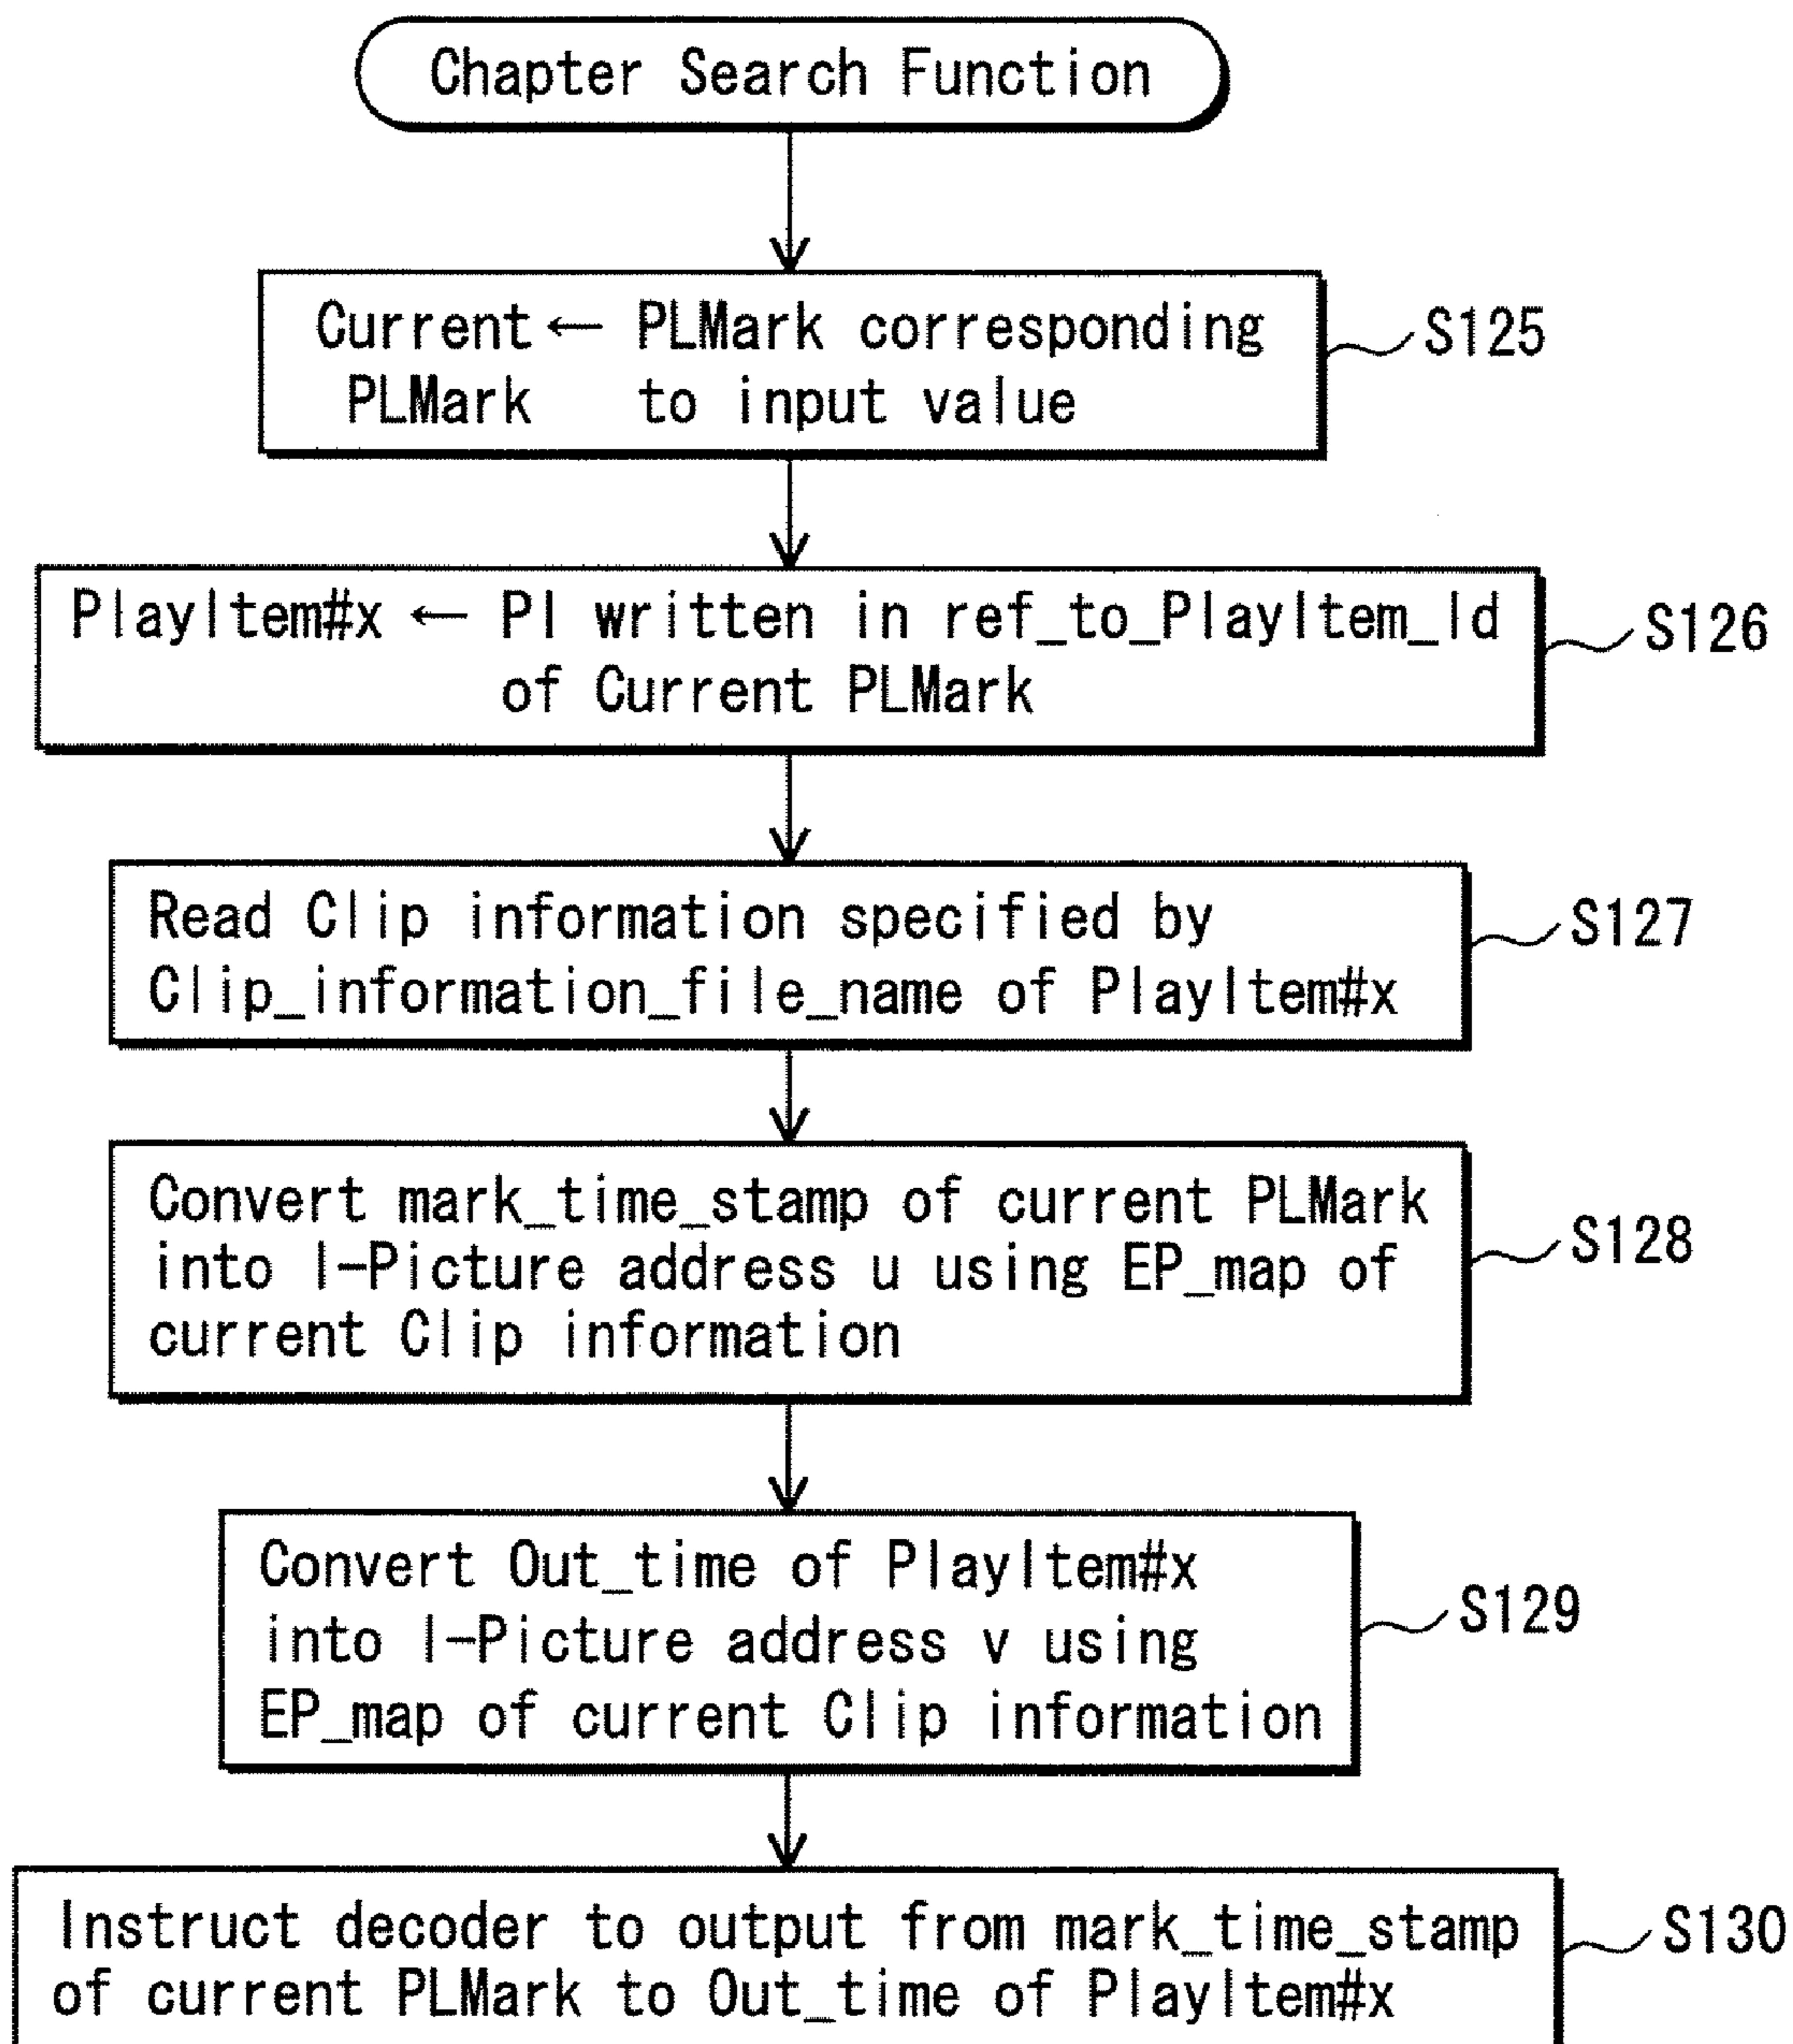 Chapter Search Function
Current ← PLMark corresponding
PLMark to input value
S125
PlayItem#x ← PI written in ref_to_PlayItem_Id
of Current PLMark
S126
Read Clip information specified by
Clip_information_file_name of PlayItem#x
S127
Convert mark_time_stamp of current PLMark
into I-Picture address u using EP_map of
current Clip information
S128
Convert Out_time of PlayItem#x
into I-Picture address v using
EP_map of current Clip information
S129
Instruct decoder to output from mark_time_stamp
of current PLMark to Out_time of PlayItem#x
S130